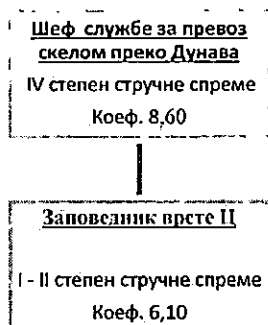 Шеф службе за превоз
скелом преко Дунава
IV степен стручне спреме
Коеф. 8,60
Заповедник врсте Ц
I - II степен стручне спреме
Коеф. 6,10